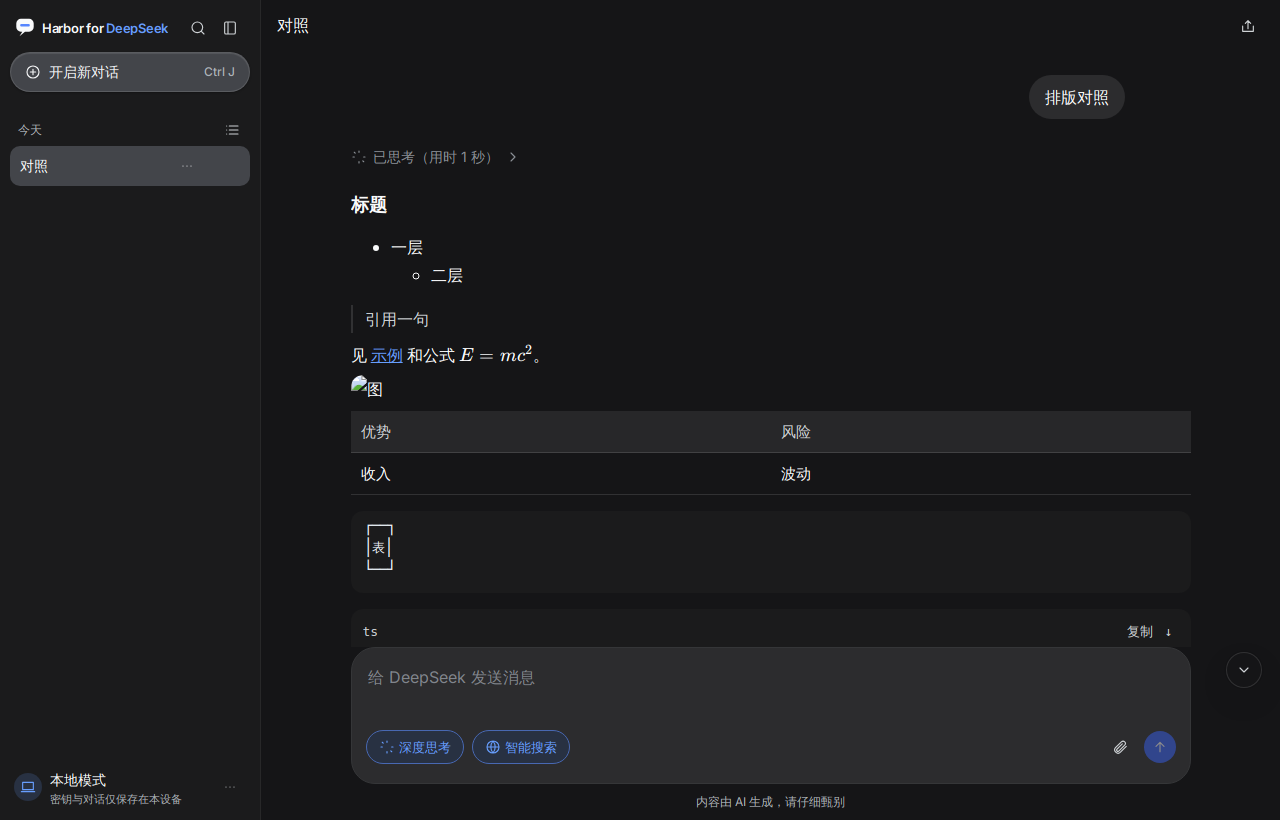 Harbor for DeepSeek
开启新对话 Ctrl J
今天
对照
本地模式
密钥与对话仅保存在本设备
对照
排版对照
已思考（用时 1 秒）
标题
一层
二层
引用一句
见 示例 和公式 E = mc²。
图
优势 风险
收入 波动
┌──┐
│表│
└──┘
ts 复制 ↓
给 DeepSeek 发送消息
深度思考 智能搜索
内容由 AI 生成，请仔细甄别